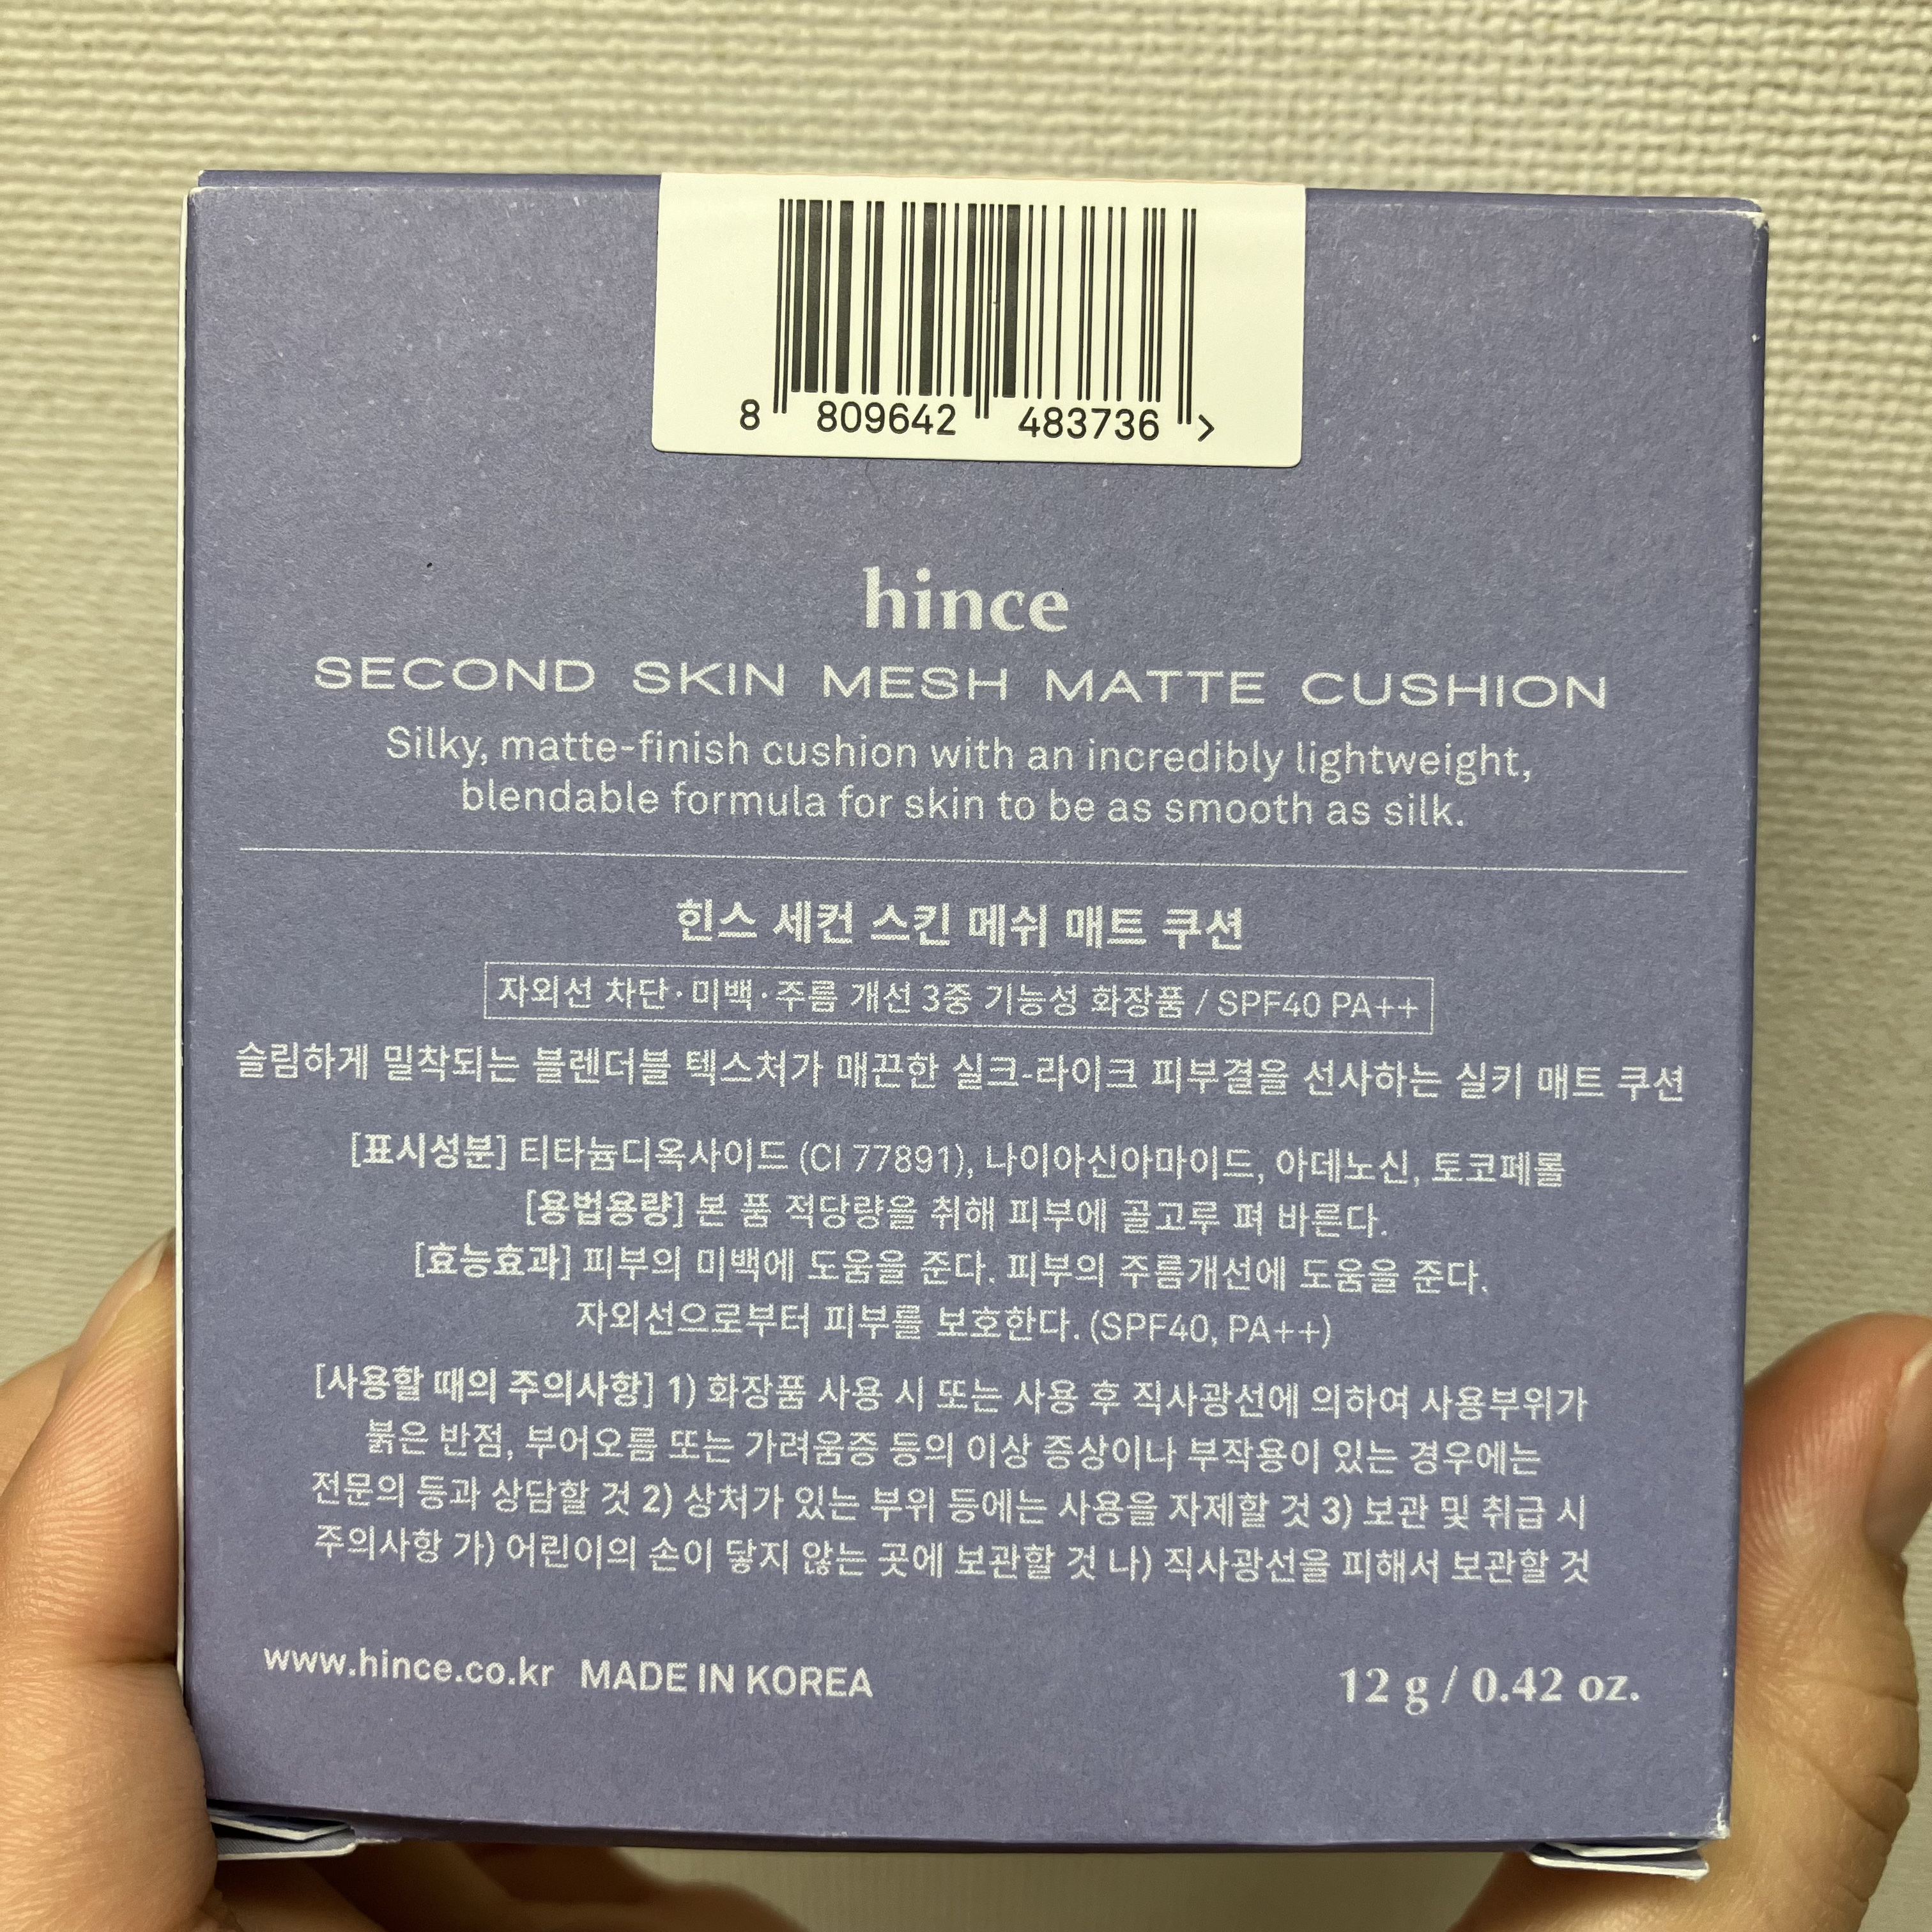 8 809642 483736 >
hince
SECOND SKIN MESH MATTE CUSHION
Silky, matte-finish cushion with an incredibly lightweight,
blendable formula for skin to be as smooth as silk.
힌스 세컨 스킨 메쉬 매트 쿠션
자외선 차단·미백·주름 개선 3중 기능성 화장품 / SPF40 PA++
슬림하게 밀착되는 블렌더블 텍스처가 매끈한 실크-라이크 피부결을 선사하는 실키 매트 쿠션
[표시성분] 티타늄디옥사이드 (CI 77891), 나이아신아마이드, 아데노신, 토코페롤
[용법용량] 본 품 적당량을 취해 피부에 골고루 펴 바른다.
[효능효과] 피부의 미백에 도움을 준다. 피부의 주름개선에 도움을 준다.
자외선으로부터 피부를 보호한다. (SPF40, PA++)
[사용할 때의 주의사항] 1) 화장품 사용 시 또는 사용 후 직사광선에 의하여 사용부위가
붉은 반점, 부어오름 또는 가려움증 등의 이상 증상이나 부작용이 있는 경우에는
전문의 등과 상담할 것 2) 상처가 있는 부위 등에는 사용을 자제할 것 3) 보관 및 취급 시
주의사항 가) 어린이의 손이 닿지 않는 곳에 보관할 것 나) 직사광선을 피해서 보관할 것
www.hince.co.kr MADE IN KOREA
12 g / 0.42 oz.